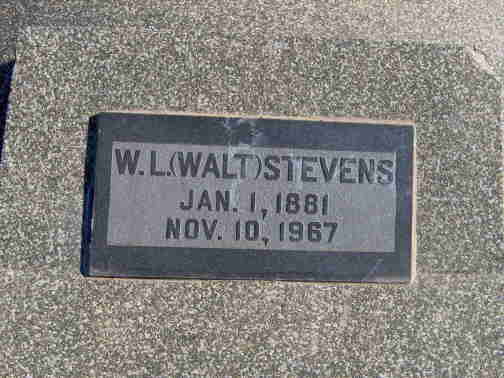 W. L. (WALT) STEVENS
JAN. 1, 1881
NOV. 10, 1967